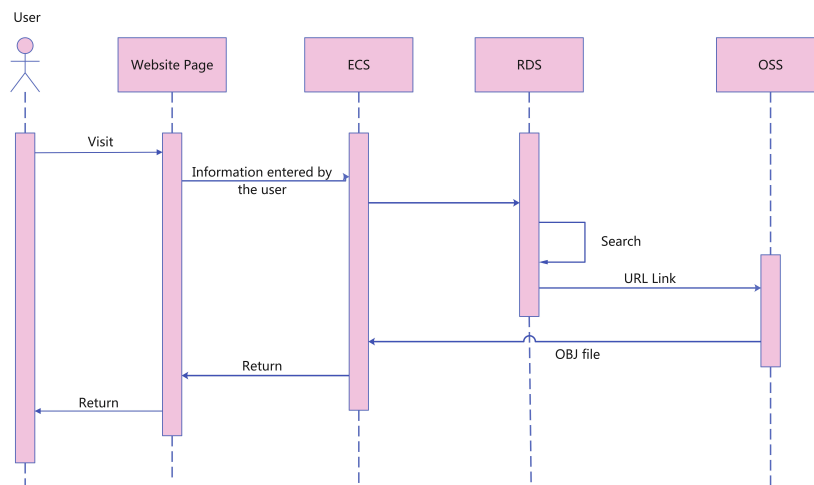 User
Website Page
ECS
RDS
OSS
Visit
Information entered by
the user
Search
URL Link
OBJ file
Return
Return